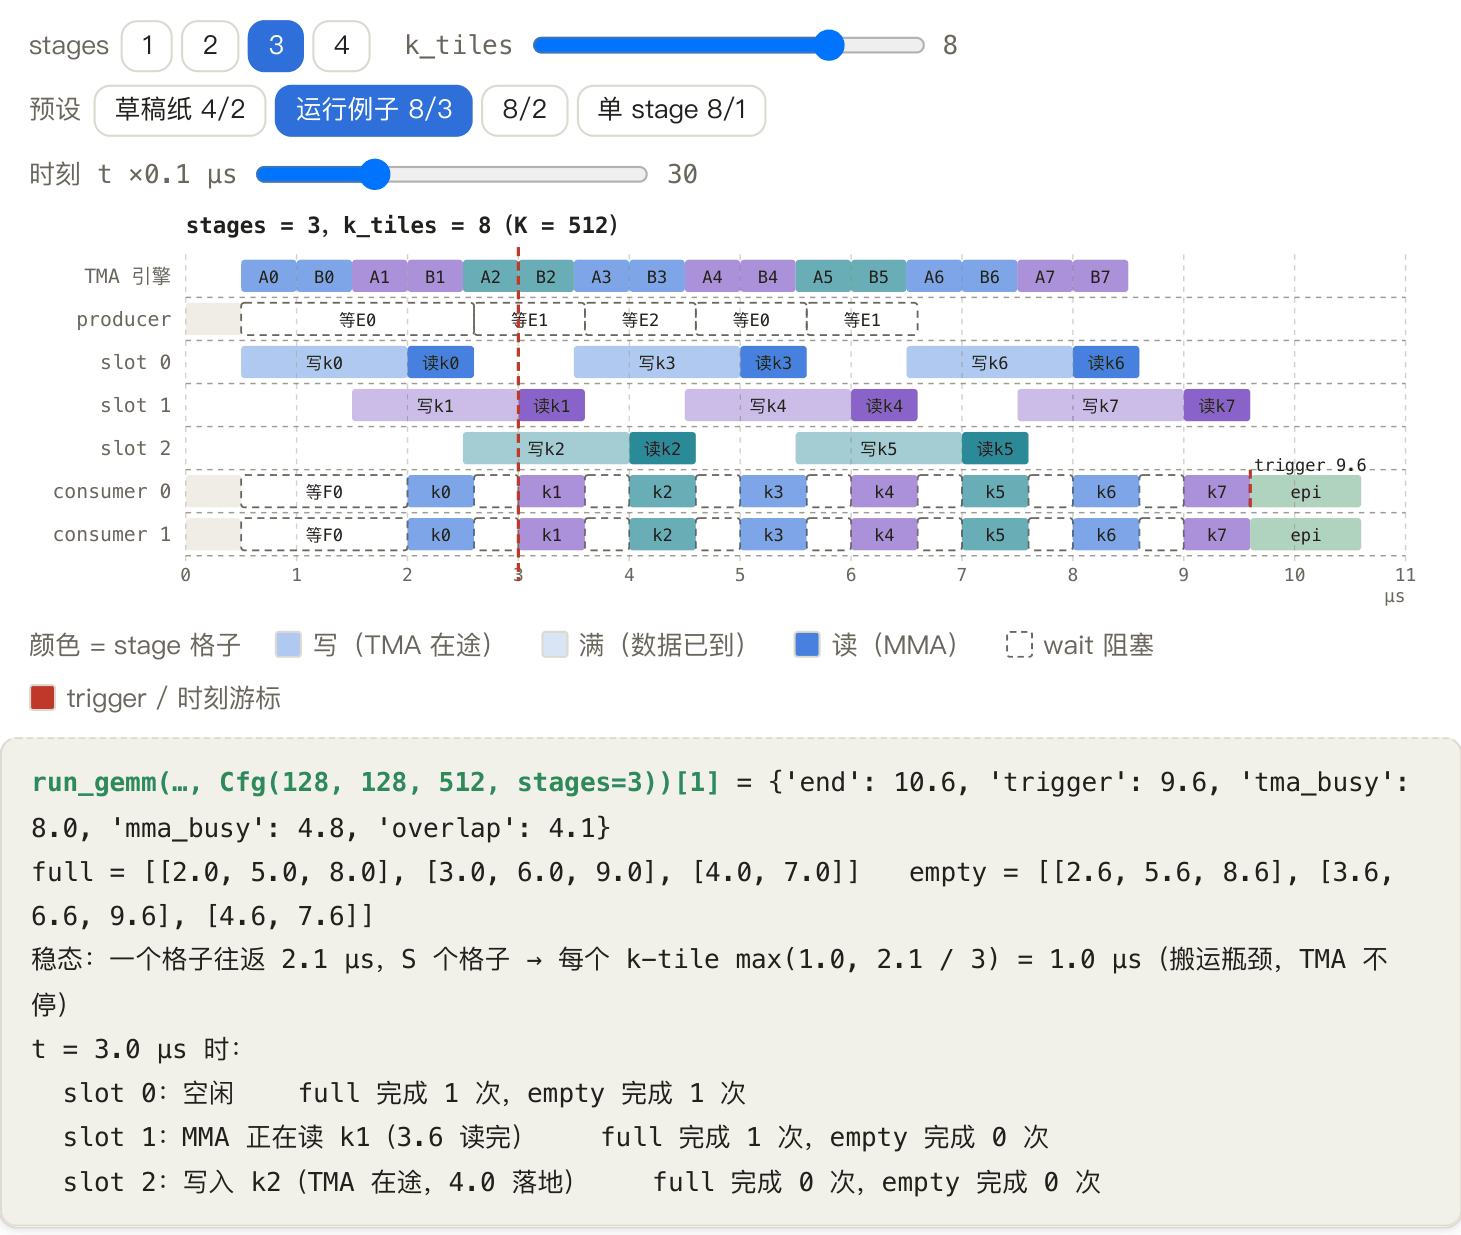 stages 1 2 3 4 k_tiles 8
预设 草稿纸 4/2 运行例子 8/3 8/2 单 stage 8/1
时刻 t ×0.1 µs 30
stages = 3, k_tiles = 8 (K = 512)
TMA 引擎 A0 B0 A1 B1 A2 B2 A3 B3 A4 B4 A5 B5 A6 B6 A7 B7
producer 等E0 等E1 等E2 等E0 等E1
slot 0 写k0 读k0 写k3 读k3 写k6 读k6
slot 1 写k1 读k1 写k4 读k4 写k7 读k7
slot 2 写k2 读k2 写k5 读k5
trigger 9.6
consumer 0 等F0 k0 k1 k2 k3 k4 k5 k6 k7 epi
consumer 1 等F0 k0 k1 k2 k3 k4 k5 k6 k7 epi
0 1 2 3 4 5 6 7 8 9 10 11
µs
颜色 = stage 格子 写（TMA 在途） 满（数据已到） 读（MMA） wait 阻塞
trigger / 时刻游标
run_gemm(…, Cfg(128, 128, 512, stages=3))[1] = {'end': 10.6, 'trigger': 9.6, 'tma_busy':
8.0, 'mma_busy': 4.8, 'overlap': 4.1}
full = [[2.0, 5.0, 8.0], [3.0, 6.0, 9.0], [4.0, 7.0]] empty = [[2.6, 5.6, 8.6], [3.6,
6.6, 9.6], [4.6, 7.6]]
稳态：一个格子往返 2.1 µs，S 个格子 → 每个 k-tile max(1.0, 2.1 / 3) = 1.0 µs（搬运瓶颈，TMA 不
停）
t = 3.0 µs 时：
slot 0：空闲 full 完成 1 次，empty 完成 1 次
slot 1：MMA 正在读 k1（3.6 读完） full 完成 1 次，empty 完成 0 次
slot 2：写入 k2（TMA 在途，4.0 落地） full 完成 0 次，empty 完成 0 次